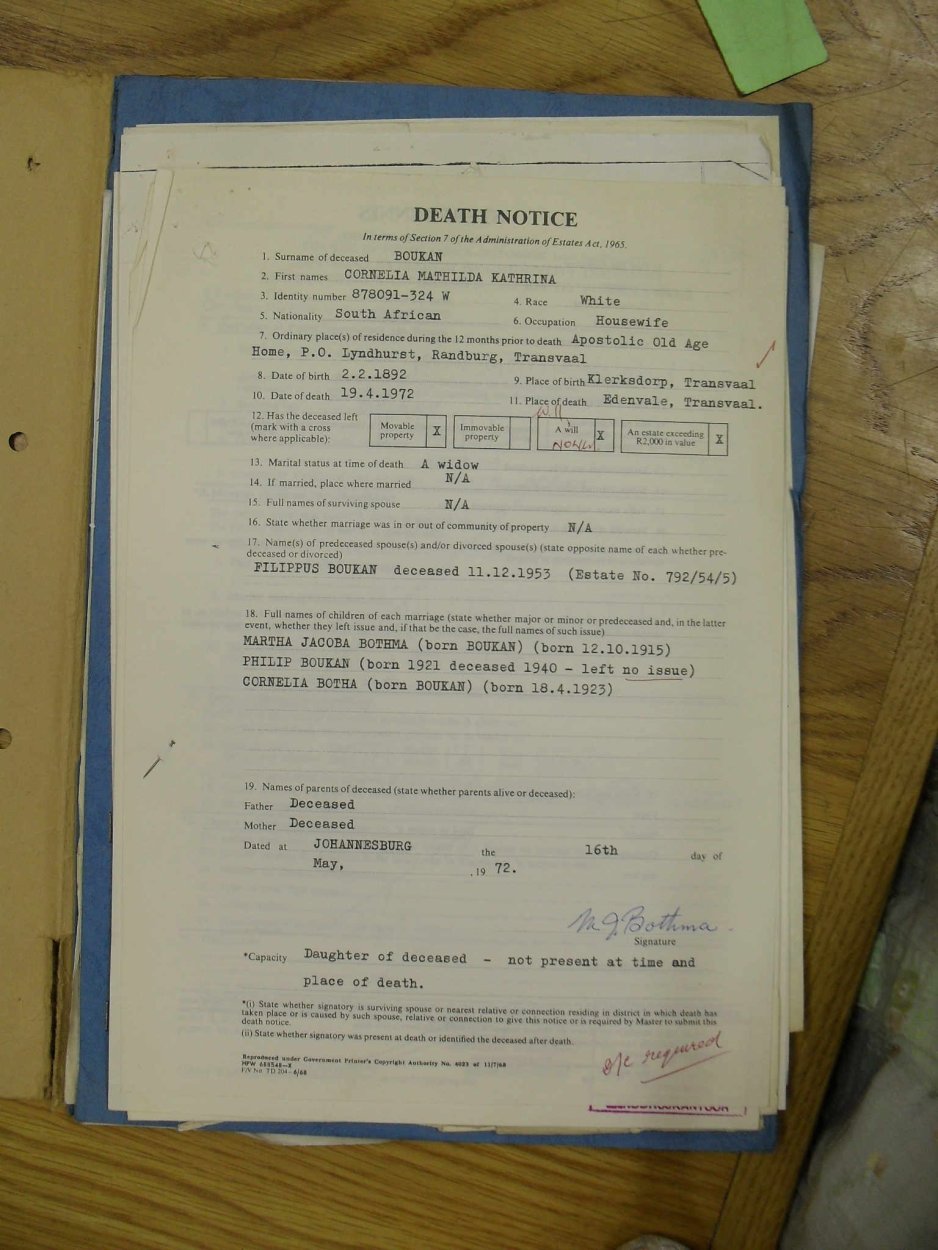 DEATH NOTICE
In terms of Section 7 of the Administration of Estates Act, 1965.
1. Surname of deceased BOUKAN
2. First names CORNELIA MATHILDA KATHRINA
3. Identity number 878091-324 W 4. Race White
5. Nationality South African 6. Occupation Housewife
7. Ordinary place(s) of residence during the 12 months prior to death Apostolic Old Age
Home, P.O. Lyndhurst, Randburg, Transvaal
8. Date of birth 2.2.1892 9. Place of birth Klerksdorp, Transvaal
10. Date of death 19.4.1972 11. Place of death Edenvale, Transvaal.
12. Has the deceased left
(mark with a cross
where applicable):
Movable
property X
Immovable
property
A will X
An estate exceeding
R2,000 in value X
13. Marital status at time of death A widow
14. If married, place where married N/A
15. Full names of surviving spouse N/A
16. State whether marriage was in or out of community of property N/A
17. Name(s) of predeceased spouse(s) and/or divorced spouse(s) (state opposite name of each whether pre-
deceased or divorced)
FILIPPUS BOUKAN deceased 11.12.1953 (Estate No. 792/54/5)
18. Full names of children of each marriage (state whether major or minor or predeceased and, in the latter
event, whether they left issue and, if that be the case, the full names of such issue)
MARTHA JACOBA BOTHMA (born BOUKAN) (born 12.10.1915)
PHILIP BOUKAN (born 1921 deceased 1940 - left no issue)
CORNELIA BOTHA (born BOUKAN) (born 18.4.1923)
19. Names of parents of deceased (state whether parents alive or deceased):
Father Deceased
Mother Deceased
Dated at JOHANNESBURG the 16th day of
May, , 19 72.
M. J. Bothma
Signature
*Capacity Daughter of deceased - not present at time and
place of death.
*(i) State whether signatory is surviving spouse or nearest relative or connection residing in district in which death has
taken place or is caused by such spouse, relative or connection to give this notice or is required by Master to submit this
death notice.
(ii) State whether signatory was present at death or identified the deceased after death.
Reproduced under Government Printer's Copyright Authority No. 4023 of 11/7/68
required